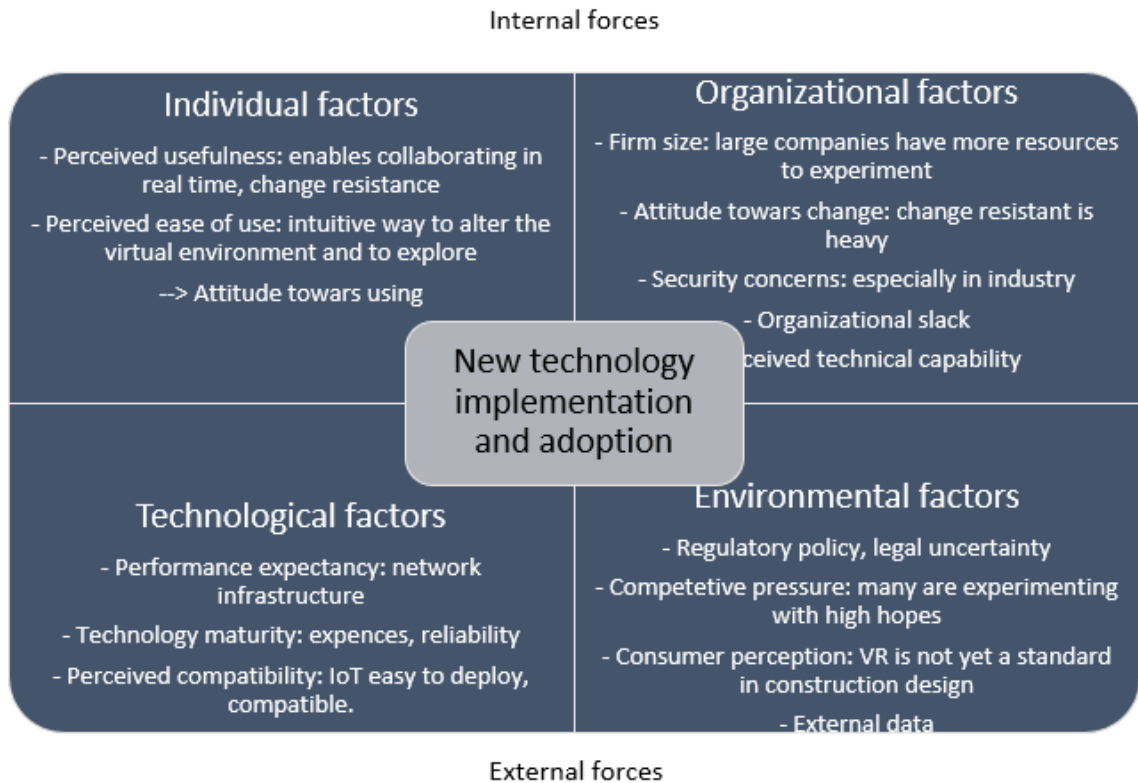 Internal forces
Individual factors
- Perceived usefulness: enables collaborating in
real time, change resistance
- Perceived ease of use: intuitive way to alter the
virtual environment and to explore
--> Attitude towars using
Organizational factors
- Firm size: large companies have more resources
to experiment
- Attitude towars change: change resistant is
heavy
- Security concerns: especially in industry
- Organizational slack
technical capability
New technology
implementation
and adoption
Technological factors
- Performance expectancy: network
infrastructure
- Technology maturity: expences, reliability
- Perceived compatibility: IoT easy to deploy,
compatible.
Environmental factors
- Regulatory policy, legal uncertainty
- Competetive pressure: many are experimenting
with high hopes
- Consumer perception: VR is not yet a standard
in construction design
- External data
External forces